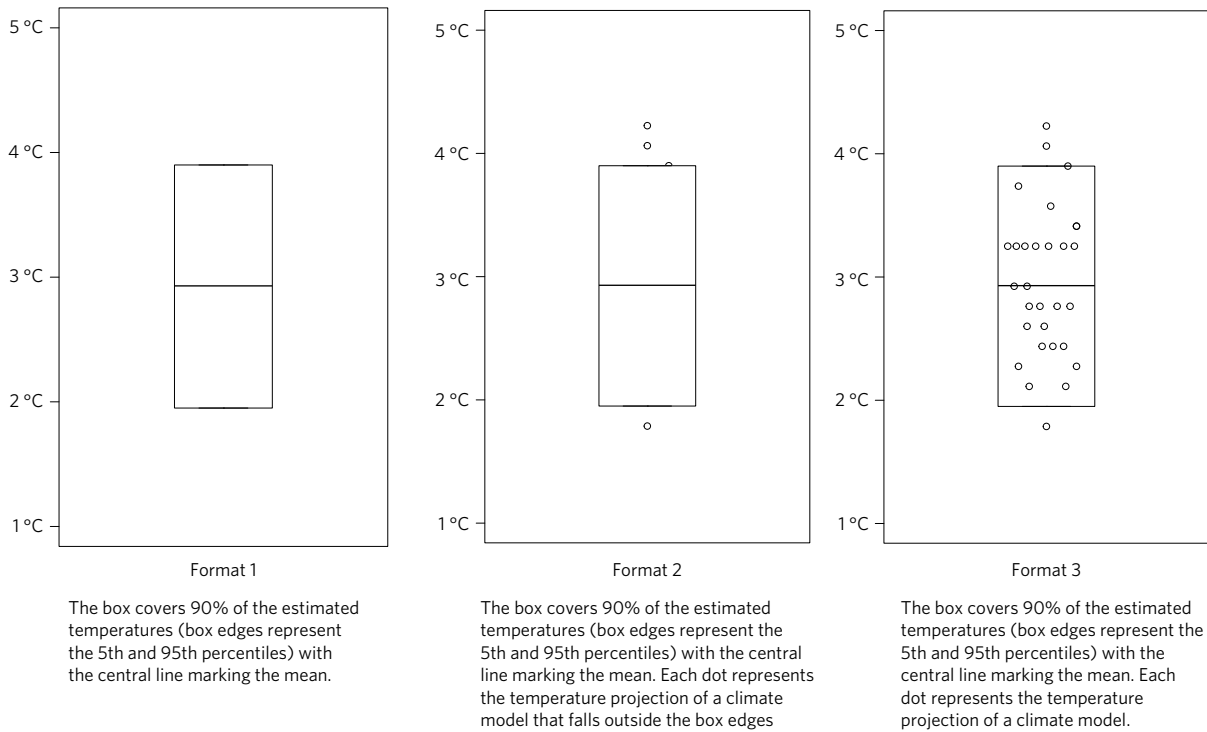 5 °C
4 °C
3 °C
2 °C
1 °C
Format 1
The box covers 90% of the estimated
temperatures (box edges represent
the 5th and 95th percentiles) with
the central line marking the mean.
5 °C
4 °C
3 °C
2 °C
1 °C
Format 2
The box covers 90% of the estimated
temperatures (box edges represent the
5th and 95th percentiles) with the central
line marking the mean. Each dot represents
the temperature projection of a climate
model that falls outside the box edges
5 °C
4 °C
3 °C
2 °C
1 °C
Format 3
The box covers 90% of the estimated
temperatures (box edges represent the
5th and 95th percentiles) with the
central line marking the mean. Each
dot represents the temperature
projection of a climate model.